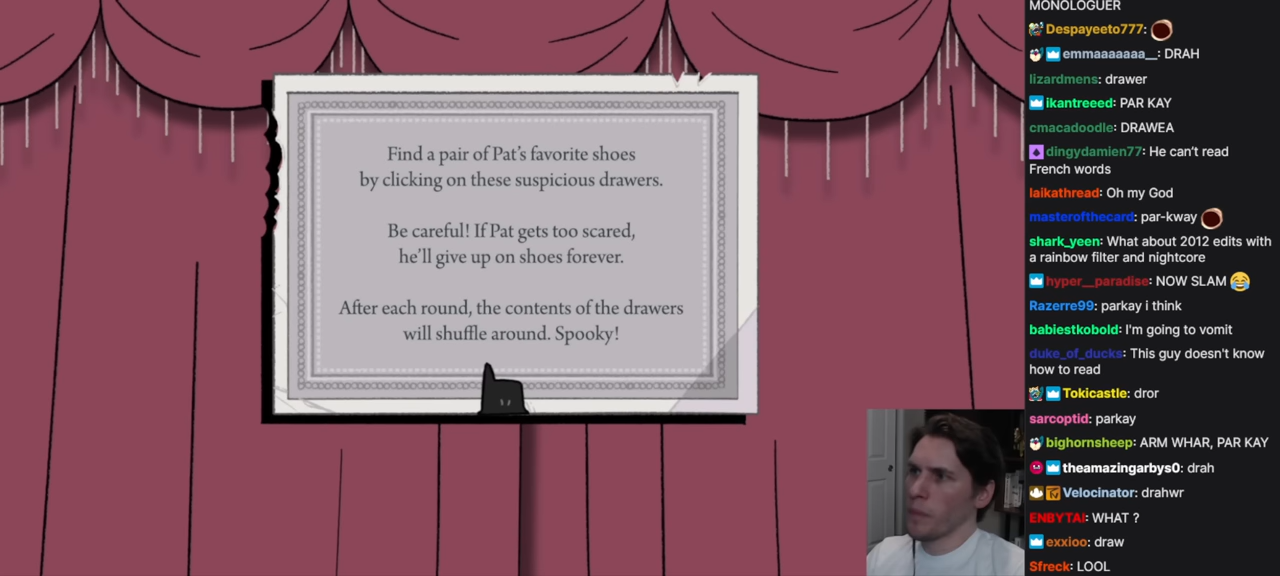 Find a pair of Pat's favorite shoes
by clicking on these suspicious drawers.
Be careful! If Pat gets too scared,
he'll give up on shoes forever.
After each round, the contents of the drawers
will shuffle around. Spooky!
MONOLOGUER
Despayeeto777:
emmaaaaaaa__: DRAH
lizardmens: drawer
ikantreeed: PAR KAY
cmacadoodle: DRAWEA
dingydamien77: He can't read
French words
laikathread: Oh my God
masterofthecard: par-kway
shark_yeen: What about 2012 edits with
a rainbow filter and nightcore
hyper__paradise: NOW SLAM
Razerre99: parkay i think
babiestkobold: I'm going to vomit
duke_of_ducks: This guy doesn't know
how to read
Tokicastle: dror
sarcoptid: parkay
bighornsheep: ARM WHAR, PAR KAY
theamazingarbys0: drah
Velocinator: drahwr
ENBYTAI: WHAT ?
exxioo: draw
Sfreck: LOOL